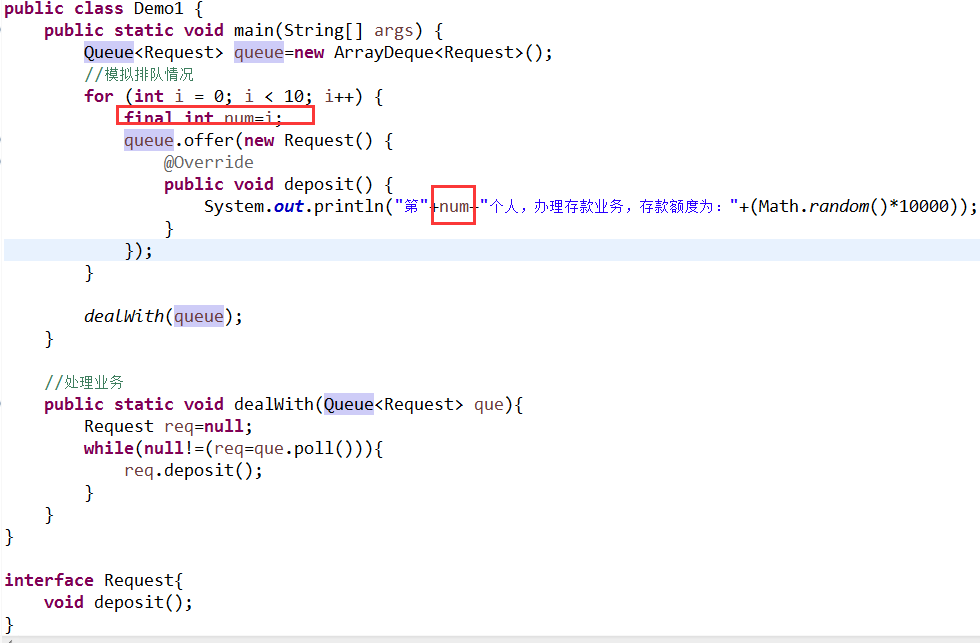 public class Demo1 {
public static void main(String[] args) {
Queue<Request> queue=new ArrayDeque<Request>();
//模拟排队情况
for (int i = 0; i < 10; i++) {
final int num=i;
queue.offer(new Request() {
@Override
public void deposit() {
System.out.println("第"+num+"个人，办理存款业务，存款额度为："+(Math.random()*10000));
}
});
}
dealWith(queue);
}
//处理业务
public static void dealWith(Queue<Request> que){
Request req=null;
while(null!=(req=que.poll())){
req.deposit();
}
}
}
interface Request{
void deposit();
}